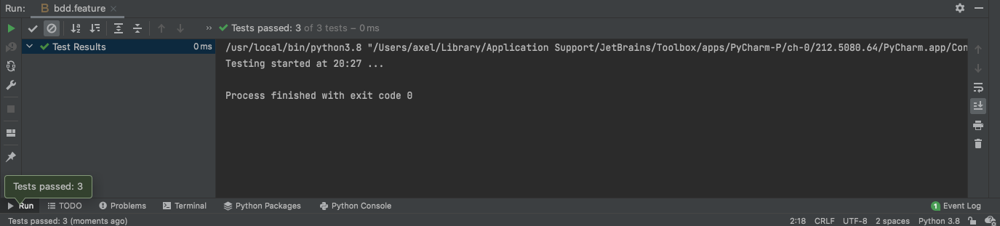 Run: bdd.feature
Tests passed: 3 of 3 tests – 0 ms
Test Results 0 ms
/usr/local/bin/python3.8 "/Users/axel/Library/Application Support/JetBrains/Toolbox/apps/PyCharm-P/ch-0/212.5080.64/PyCharm.app/Con
Testing started at 20:27 ...
Process finished with exit code 0
Tests passed: 3
Run TODO Problems Terminal Python Packages Python Console 1 Event Log
Tests passed: 3 (moments ago) 2:18 CRLF UTF-8 2 spaces Python 3.8